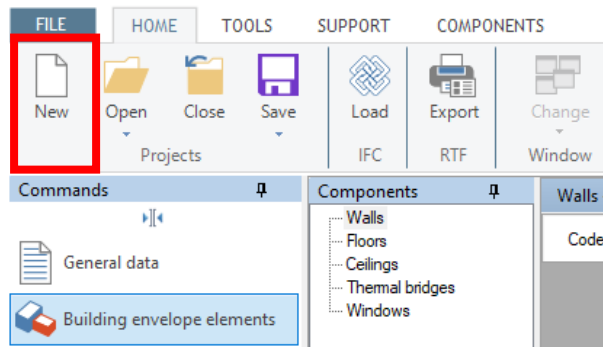 FILE HOME TOOLS SUPPORT COMPONENTS
New Open Close Save Load Export Change
Projects IFC RTF Window
Commands Components Walls
Walls
Code
Floors
General data Ceilings
Thermal bridges
Windows
Building envelope elements